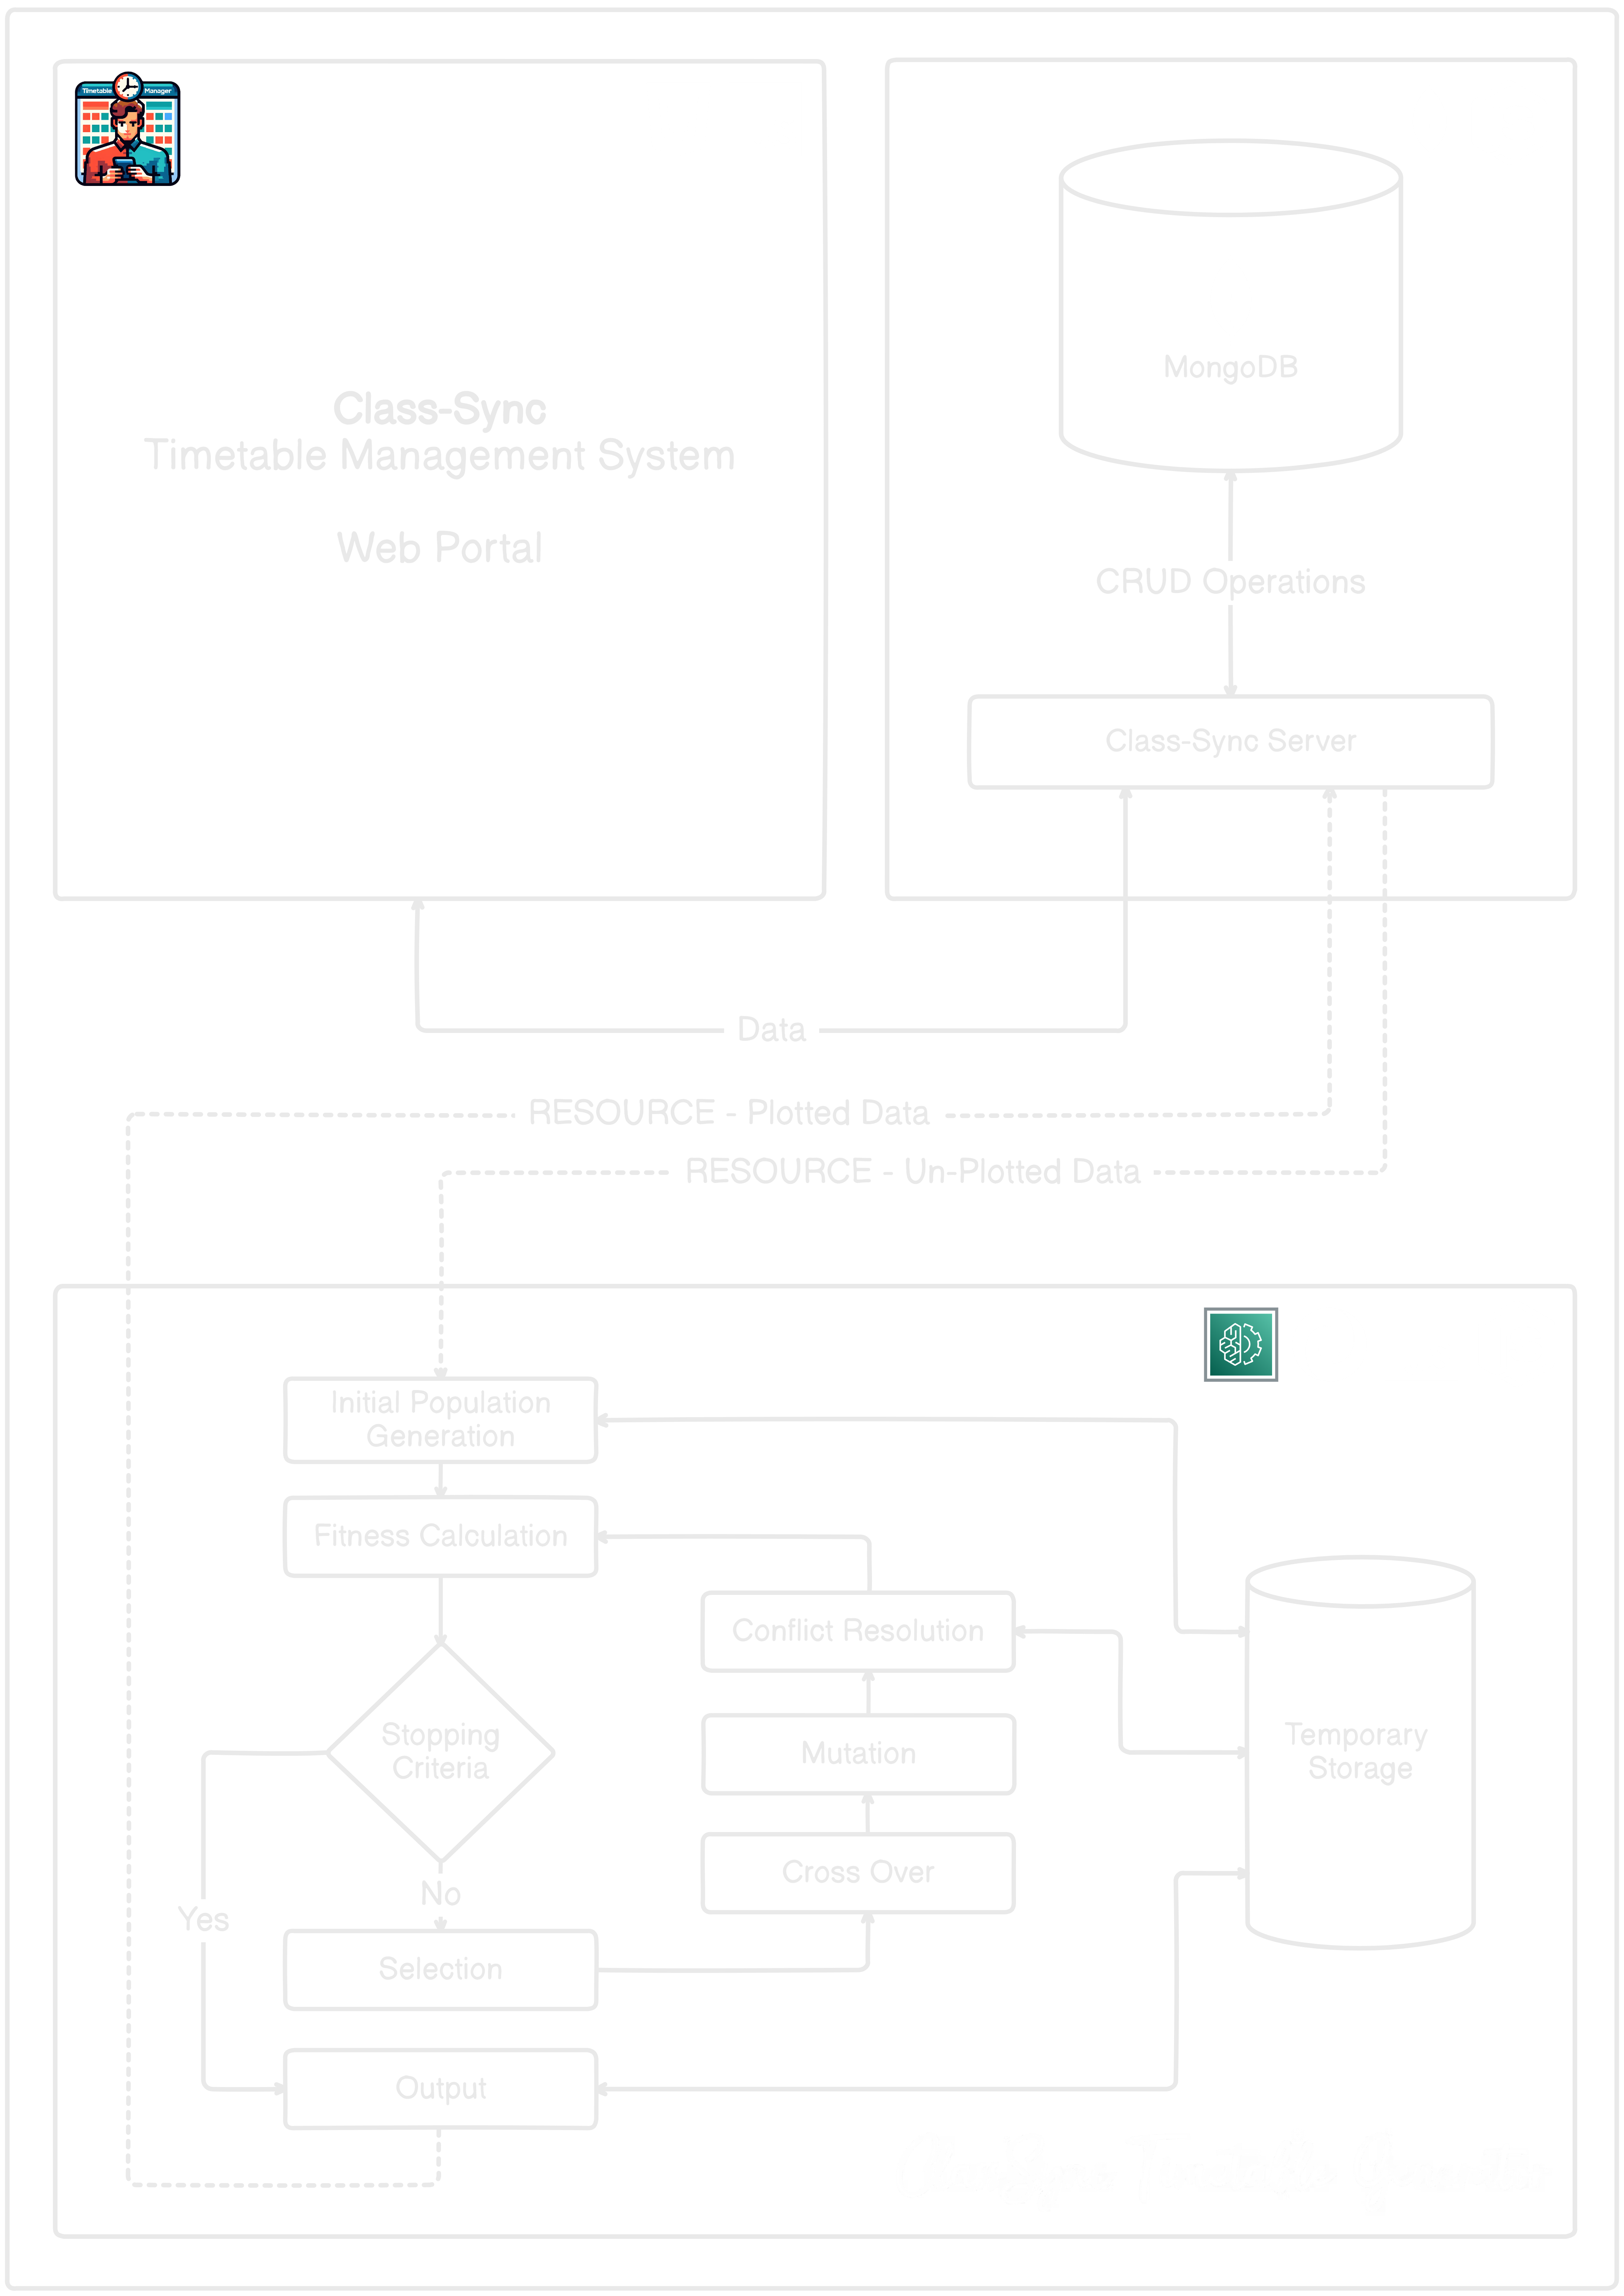 Timetable Manager
Class-Sync
Timetable Management System
Web Portal
MongoDB
CRUD Operations
Class-Sync Server
Data
RESOURCE - Plotted Data
RESOURCE - Un-Plotted Data
Initial Population
Generation
Fitness Calculation
Conflict Resolution
Stopping
Criteria
Mutation
Temporary
Storage
Cross Over
No
Yes
Selection
Output